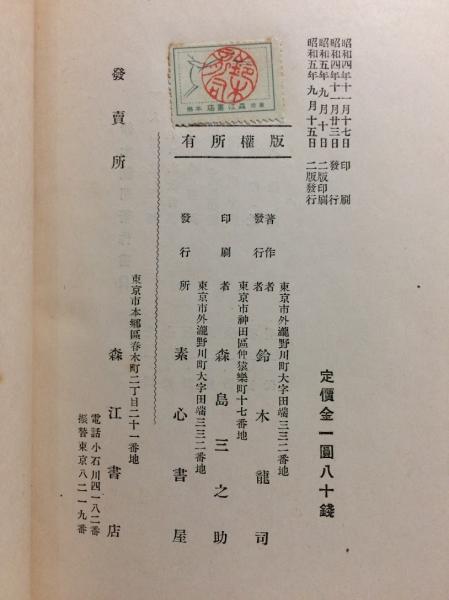 昭和四年十一月十七日 印刷
昭和四年十一月廿三日 發行
昭和五年九月十日 二版印刷
昭和五年九月十五日 二版發行
定價金一圓八十錢
版權所有
東京市外瀧野川町大字田端三三二番地
著作者
發行者 鈴木龍司
東京市神田區仲猿樂町十七番地
印刷者 森島三之助
東京市外瀧野川町大字田端三三二番地
發行所 素心書屋
東京市本鄕區春木町二丁目二十一番地
發賣所 森江書店
電話小石川四一八二番
振替東京八二一九番
鈴木龍司